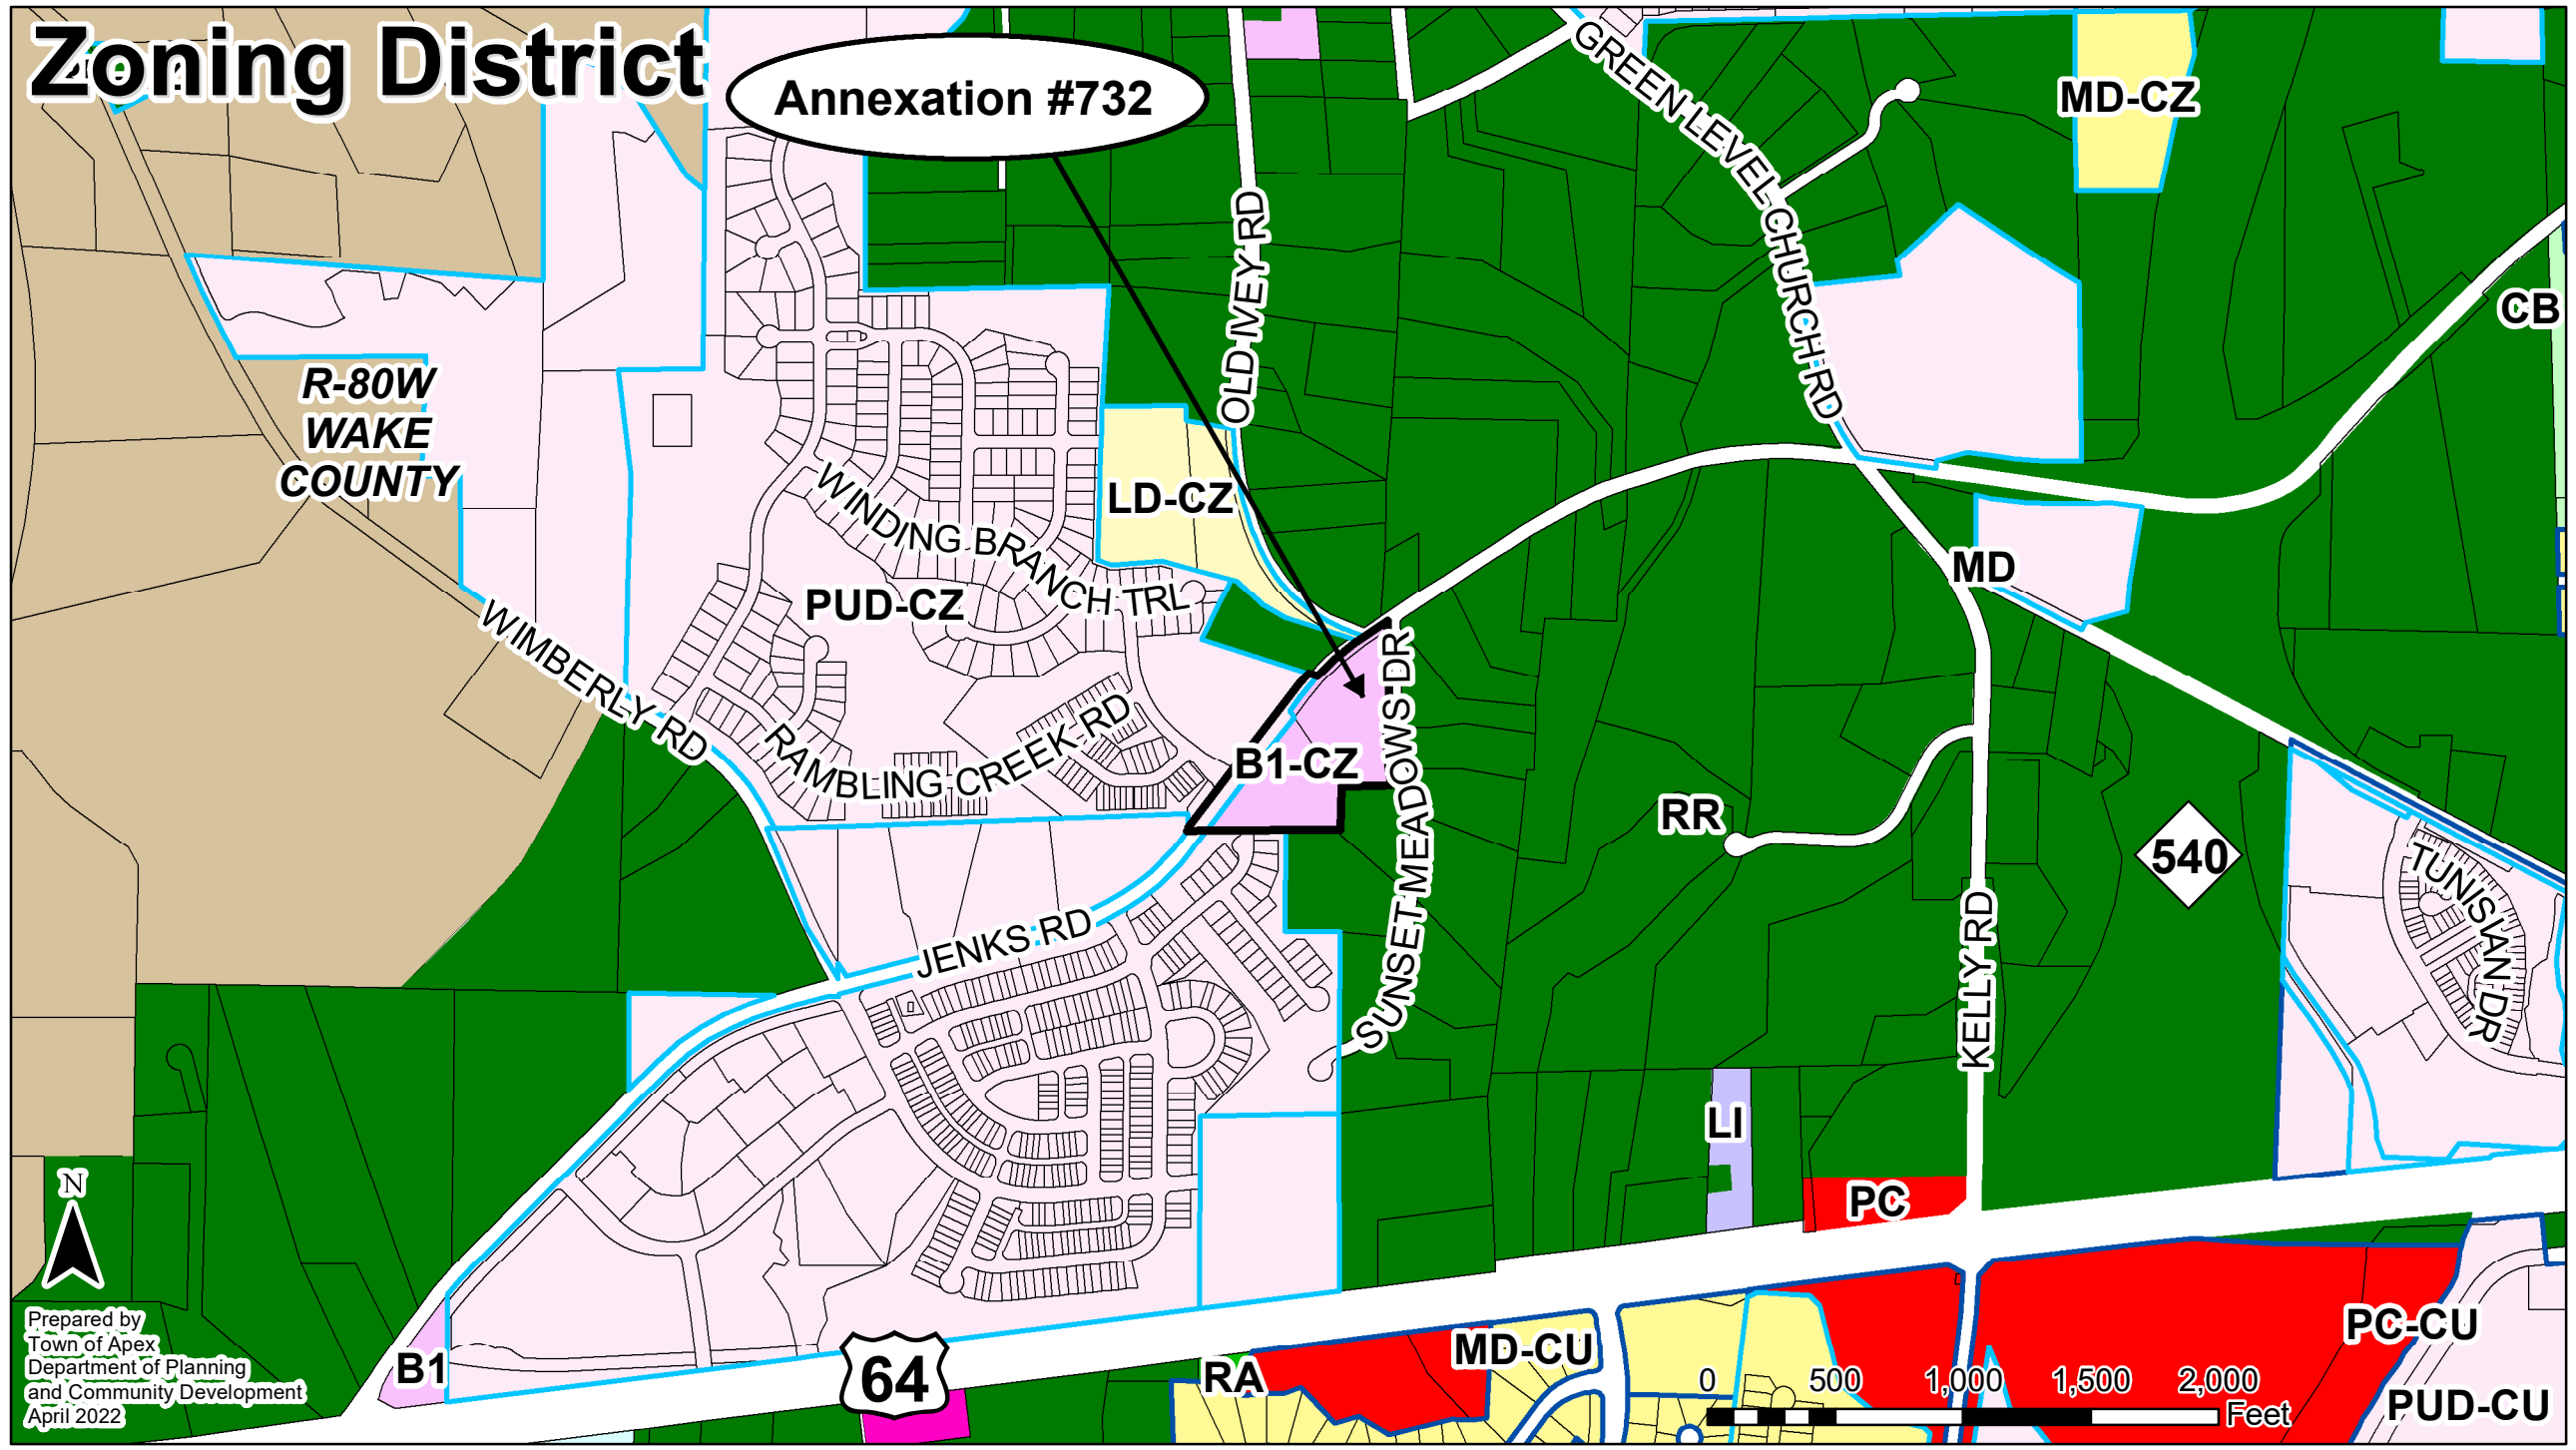 Zoning District
Annexation #732
GREEN LEVEL CHURCH RD
MD-CZ
OLD IVEY RD
CB
R-80W
WAKE
COUNTY
LD-CZ
WINDING BRANCH TRL
MD
PUD-CZ
WIMBERLY RD
RAMBLING CREEK RD
B1-CZ
SUNSET MEADOWS DR
RR
540
TUNISIAN DR
JENKS RD
KELLY RD
LI
PC
N
Prepared by
Town of Apex
Department of Planning
and Community Development
April 2022
B1
64
RA
MD-CU
PC-CU
PUD-CU
0 500 1,000 1,500 2,000
Feet